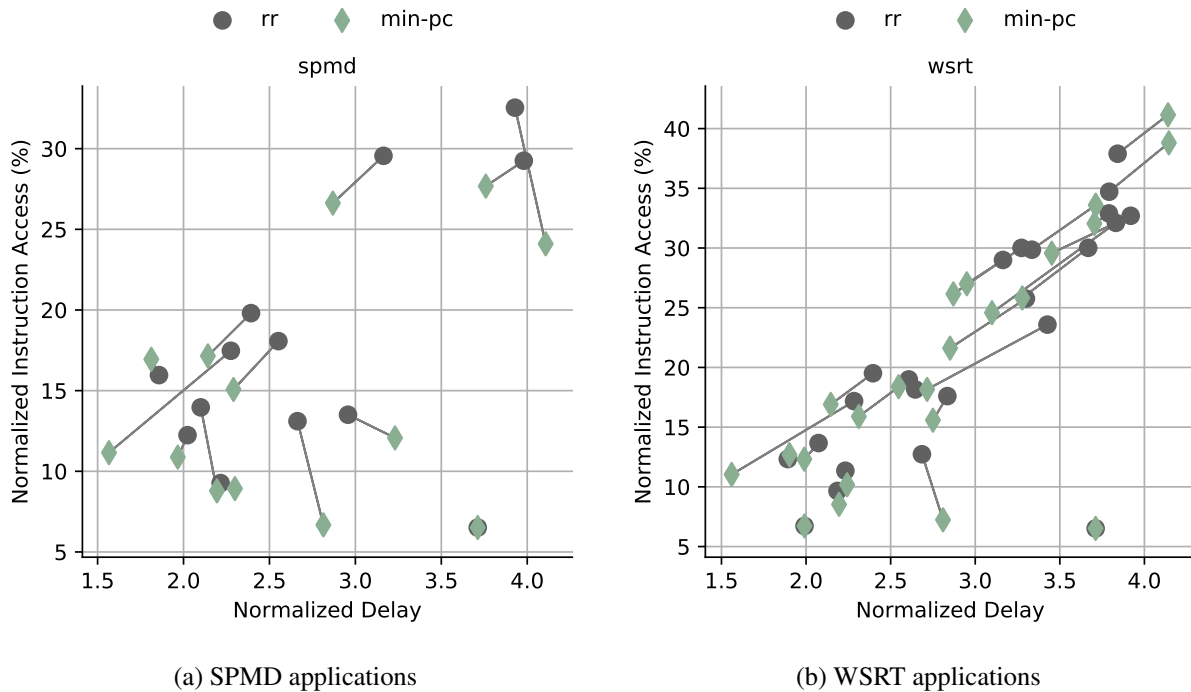 rr min-pc
spmd
Normalized Instruction Access (%)
30
25
20
15
10
5
1.5 2.0 2.5 3.0 3.5 4.0
Normalized Delay
(a) SPMD applications
rr min-pc
wsrt
Normalized Instruction Access (%)
40
35
30
25
20
15
10
5
1.5 2.0 2.5 3.0 3.5 4.0
Normalized Delay
(b) WSRT applications